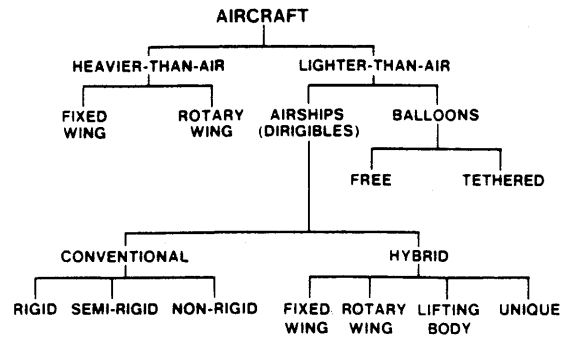 AIRCRAFT
HEAVIER-THAN-AIR
LIGHTER-THAN-AIR
FIXED
WING
ROTARY
WING
AIRSHIPS
(DIRIGIBLES)
BALLOONS
FREE
TETHERED
CONVENTIONAL
HYBRID
RIGID
SEMI-RIGID
NON-RIGID
FIXED
WING
ROTARY
WING
LIFTING
BODY
UNIQUE